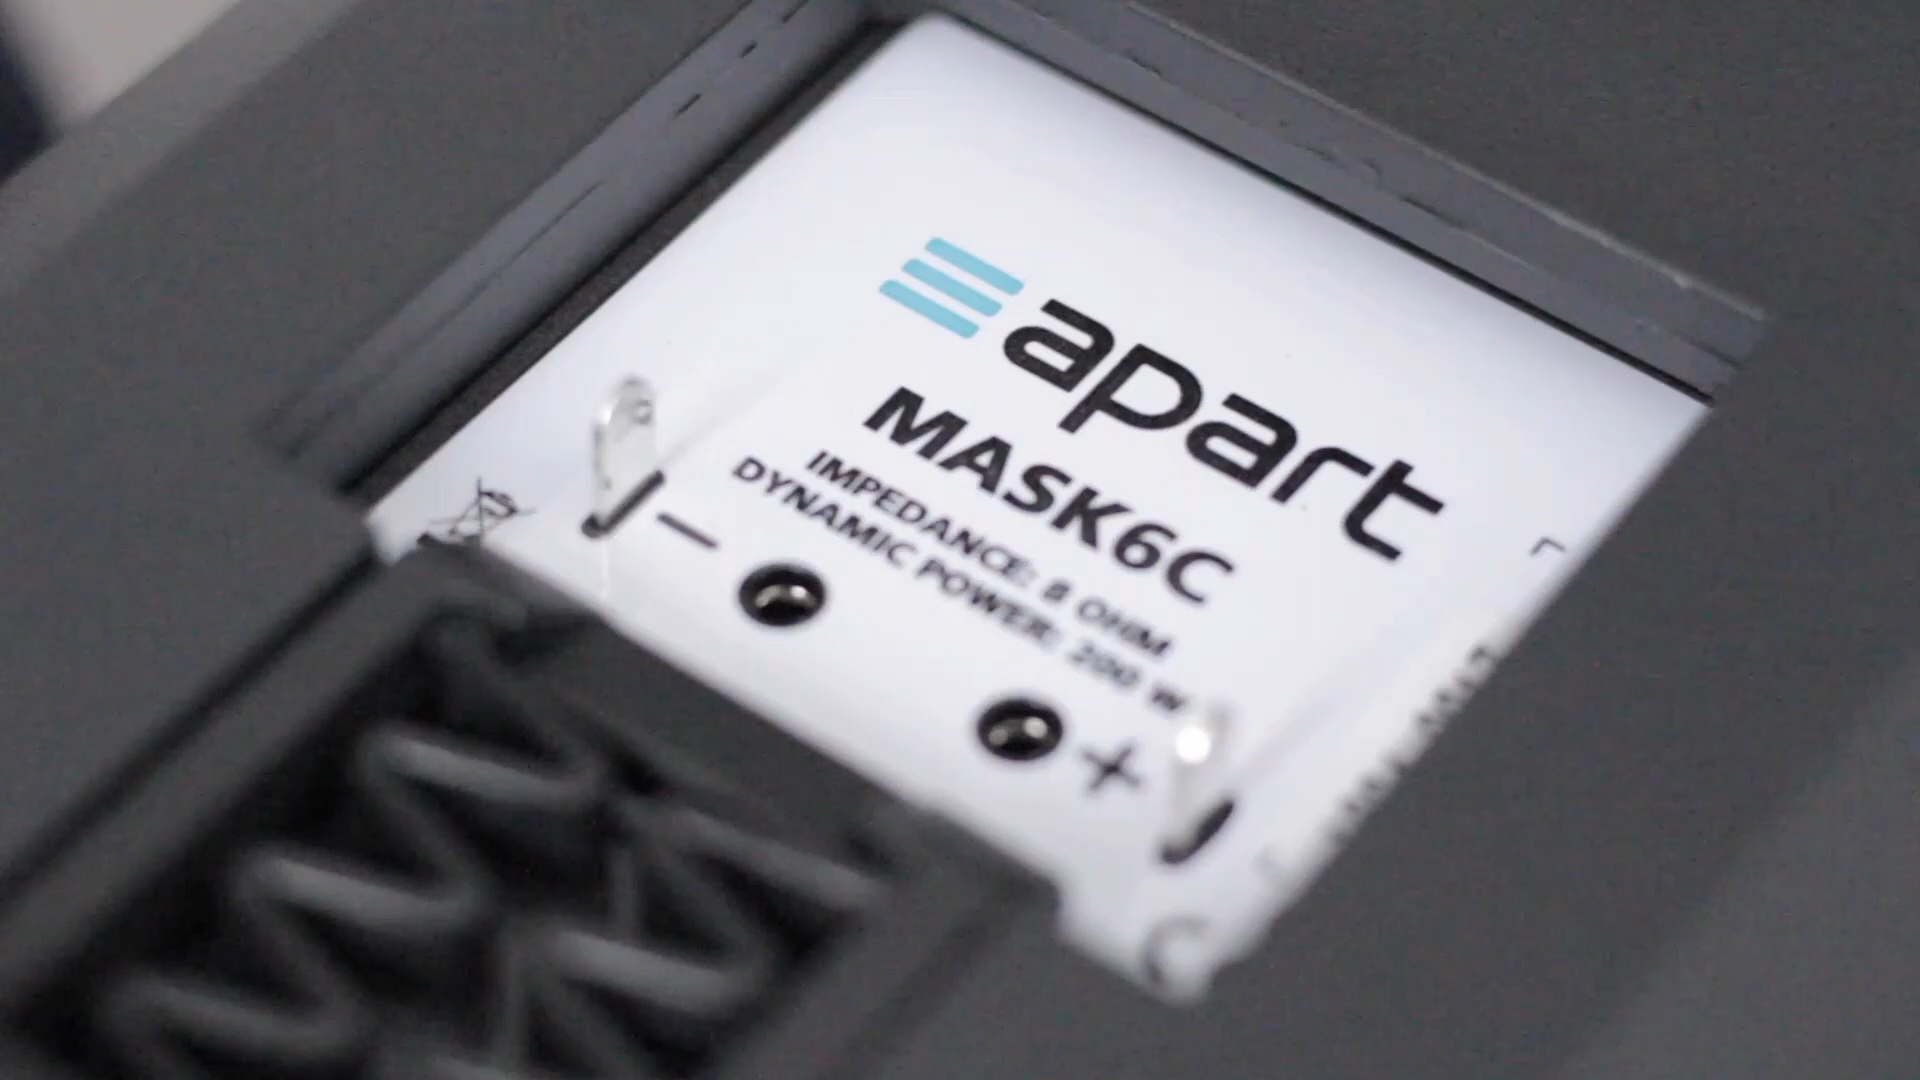 apart
MASK6C
IMPEDANCE: 8 OHM
DYNAMIC POWER: 200 W
−
+